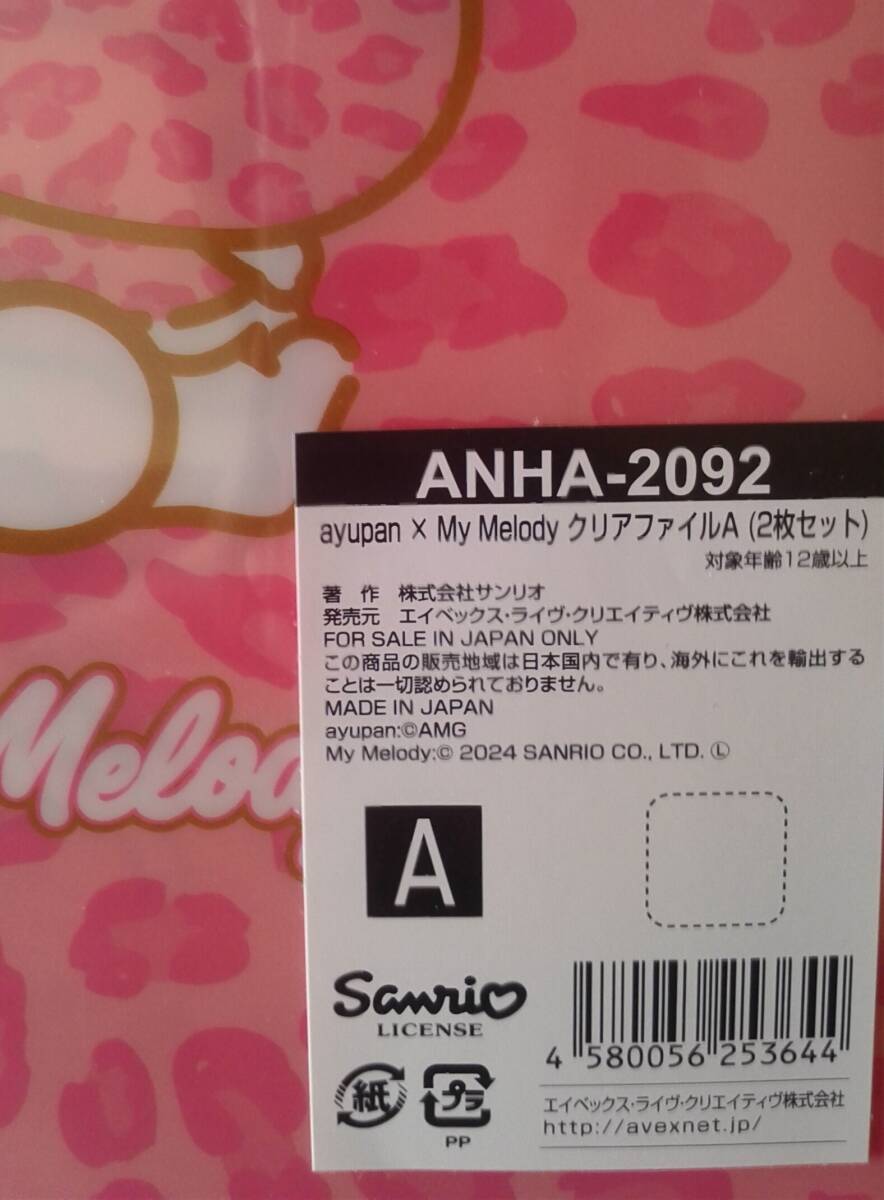 ANHA-2092
ayupan × My Melody クリアファイルA (2枚セット)
対象年齢12歳以上
著 作 株式会社サンリオ
発売元 エイベックス・ライヴ・クリエイティヴ株式会社
FOR SALE IN JAPAN ONLY
この商品の販売地域は日本国内で有り、海外にこれを輸出する
ことは一切認められておりません。
MADE IN JAPAN
ayupan:©AMG
My Melody:© 2024 SANRIO CO., LTD. Ⓛ
Melo
A
Sanrio
LICENSE
4 580056 253644
紙
プラ
PP
エイベックス・ライヴ・クリエイティヴ株式会社
http://avexnet.jp/